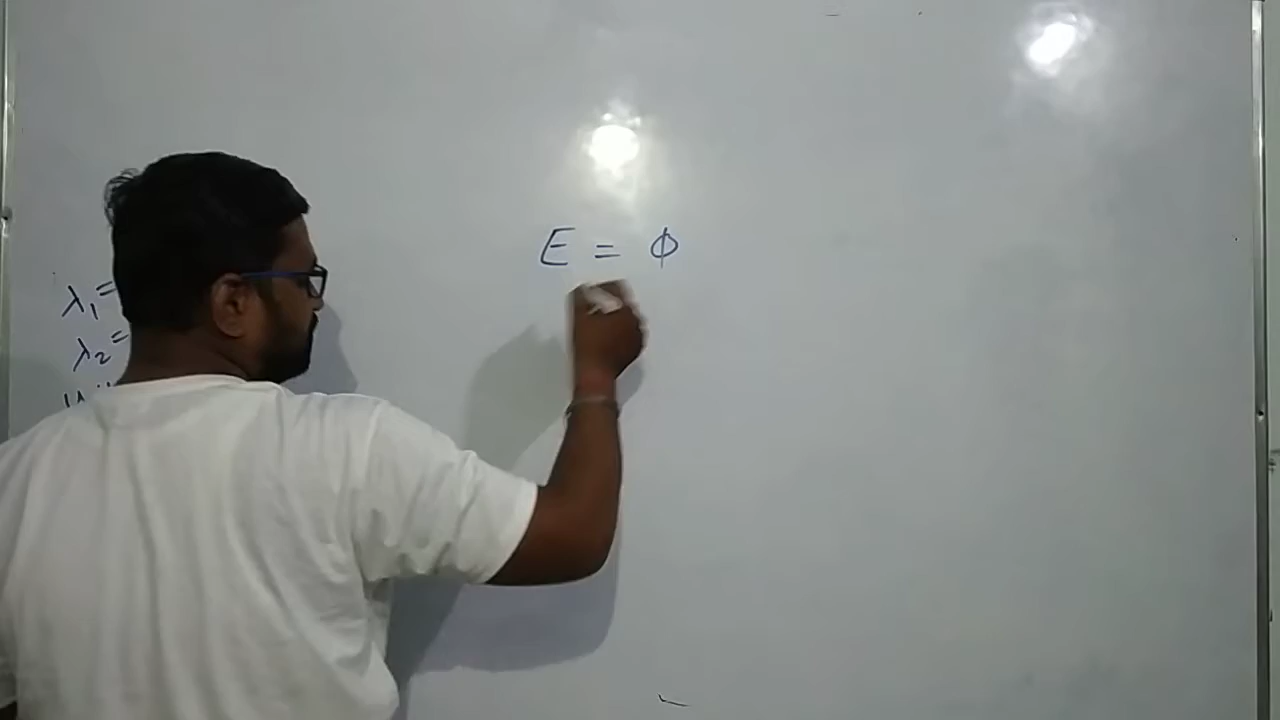 E = ϕ
λ₁ =
λ₂ =